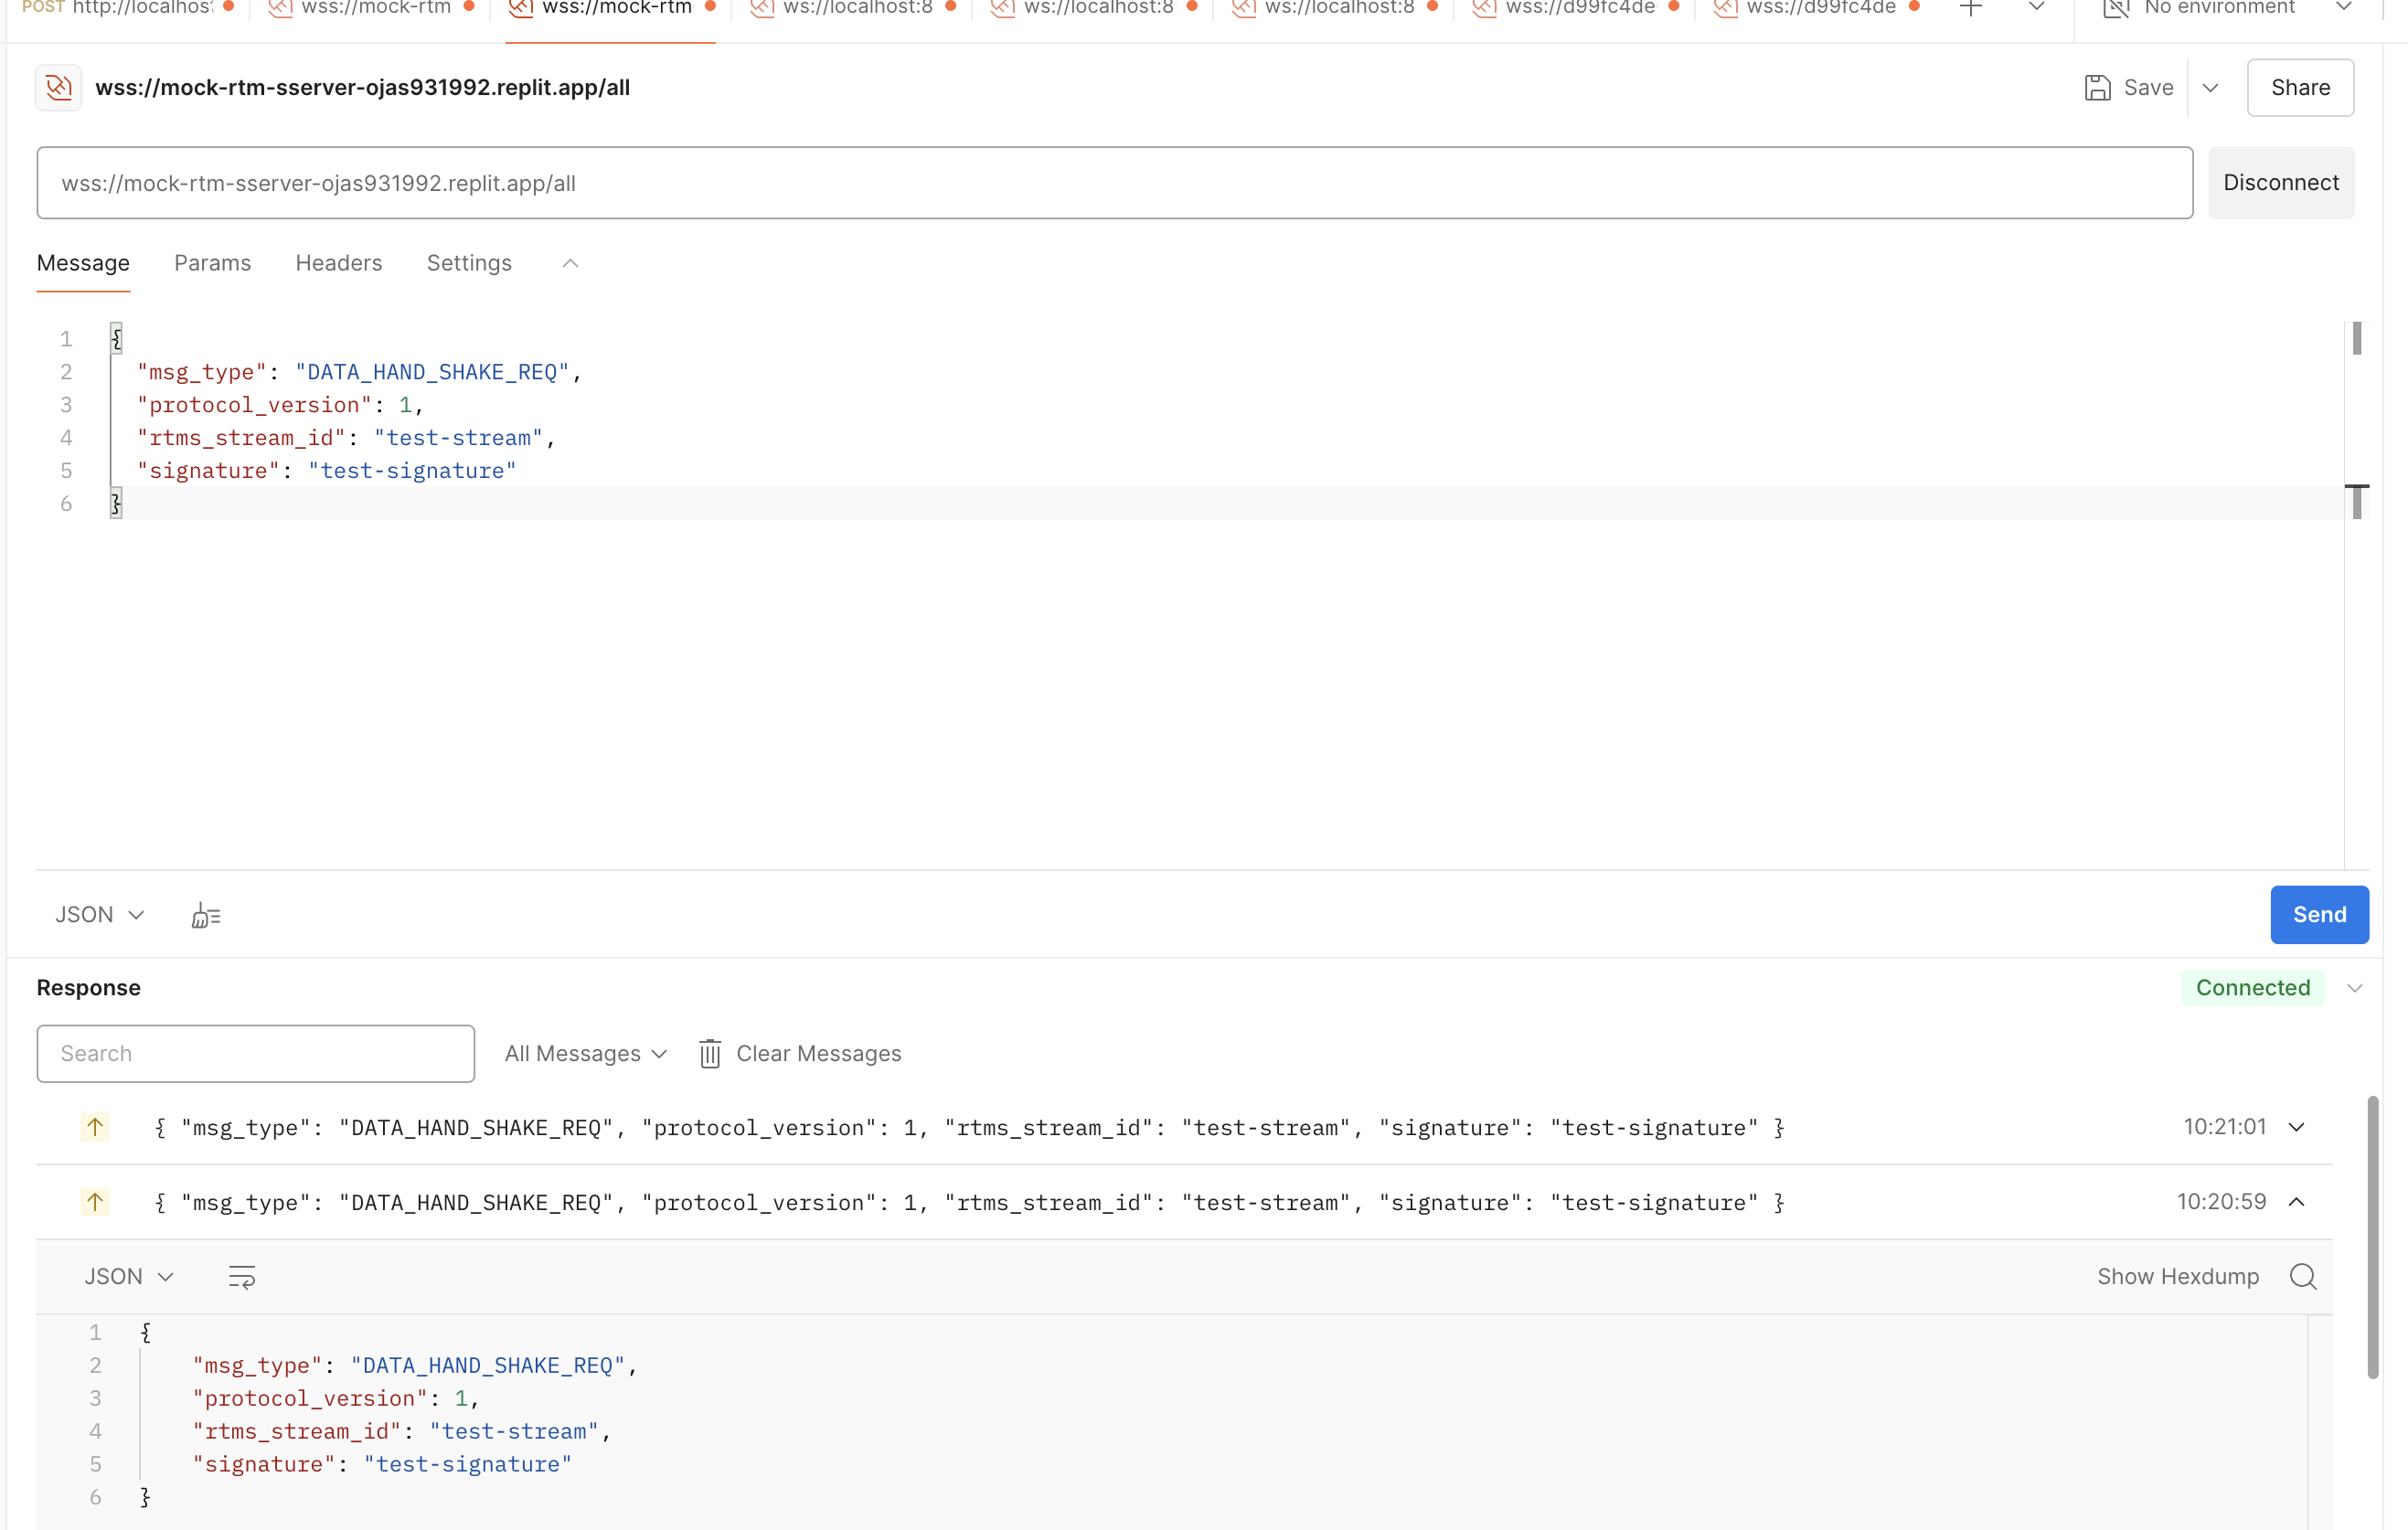 POST http://localhost
wss://mock-rtm
wss://mock-rtm
ws://localhost:8
ws://localhost:8
ws://localhost:8
wss://d99fc4de
wss://d99fc4de
No environment
wss://mock-rtm-sserver-ojas931992.replit.app/all
Save
Share
wss://mock-rtm-sserver-ojas931992.replit.app/all
Disconnect
Message Params Headers Settings
1 {
2 "msg_type": "DATA_HAND_SHAKE_REQ",
3 "protocol_version": 1,
4 "rtms_stream_id": "test-stream",
5 "signature": "test-signature"
6 }
JSON
Send
Response
Connected
Search
All Messages
Clear Messages
{ "msg_type": "DATA_HAND_SHAKE_REQ", "protocol_version": 1, "rtms_stream_id": "test-stream", "signature": "test-signature" } 10:21:01
{ "msg_type": "DATA_HAND_SHAKE_REQ", "protocol_version": 1, "rtms_stream_id": "test-stream", "signature": "test-signature" } 10:20:59
JSON
Show Hexdump
1 {
2 "msg_type": "DATA_HAND_SHAKE_REQ",
3 "protocol_version": 1,
4 "rtms_stream_id": "test-stream",
5 "signature": "test-signature"
6 }